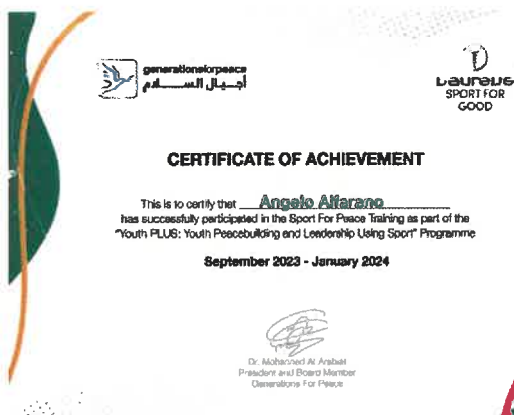 generationsforpeace
أجيال السلام
Laureus
SPORT FOR
GOOD
CERTIFICATE OF ACHIEVEMENT
This is to certify that Angelo Alfarano
has successfully participated in the Sport For Peace Training as part of the
"Youth PLUS: Youth Peacebuilding and Leadership Using Sport" Programme
September 2023 - January 2024
Dr. Mohanned Al Arabiat
President and Board Member
Generations For Peace